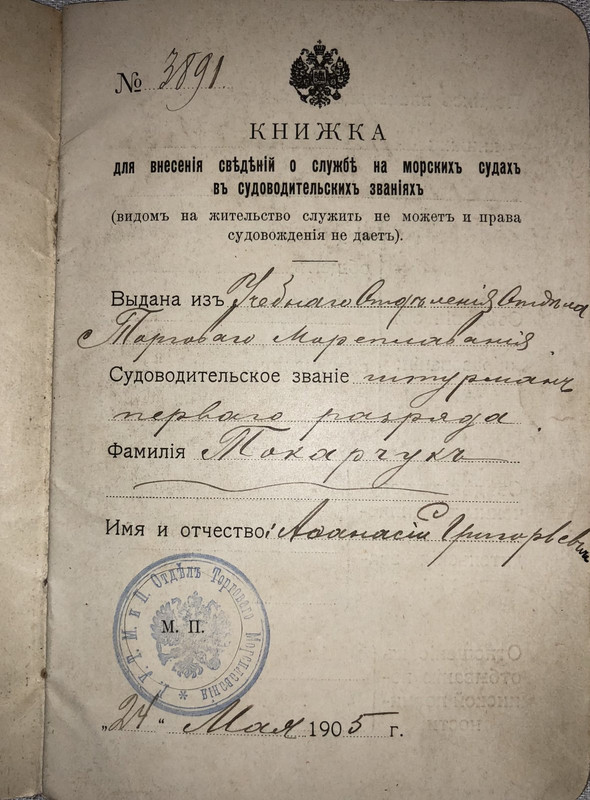 № 3891.
КНИЖКА
для внесенія свѣдѣній о службѣ на морскихъ судахъ
въ судоводительскихъ званіяхъ
(видомъ на жительство служить не можетъ и права
судовожденія не даетъ).
Выдана изъ Учебнаго Отдѣленія Отдѣла
Торговаго Мореплаванія
Судоводительское званіе штурманъ
перваго разряда
Фамилія Токарчукъ
Имя и отчество: Аѳанасій Григорьевичъ
Отдѣлъ Торговаго Мореплаванія
М. П.
„24" Мая 1905 г.